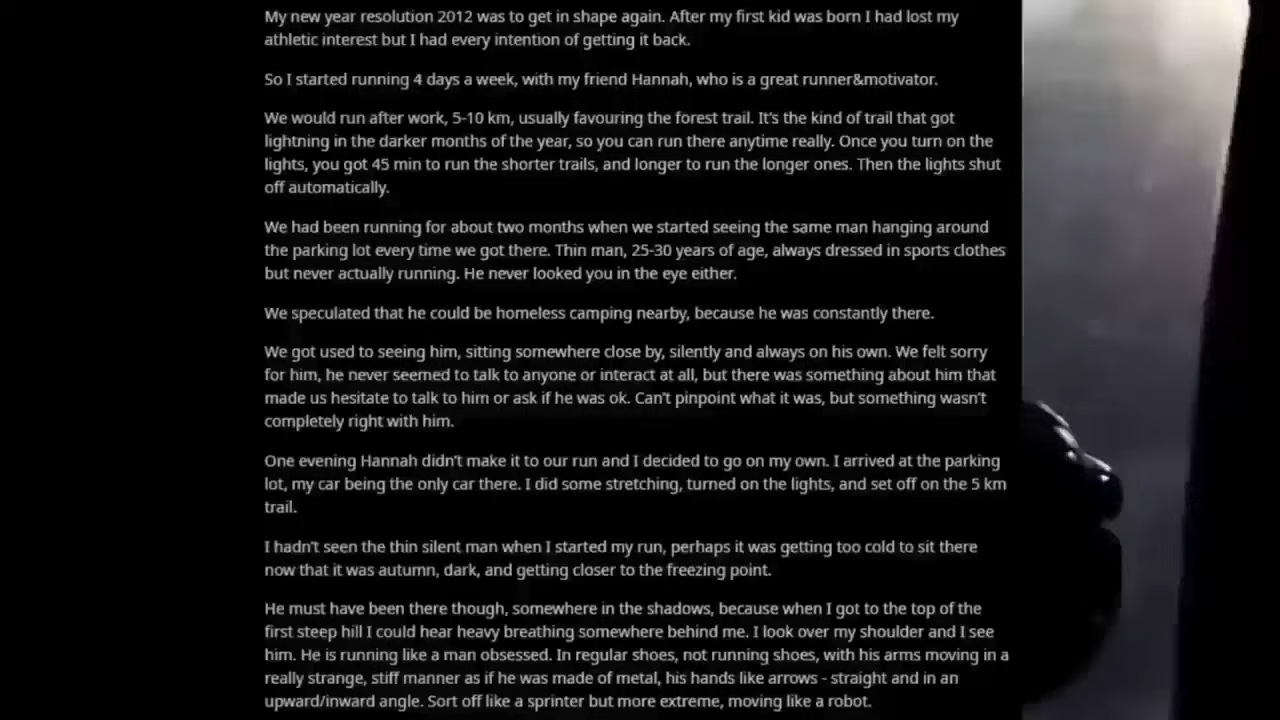 My new year resolution 2012 was to get in shape again. After my first kid was born I had lost my
athletic interest but I had every intention of getting it back.
So I started running 4 days a week, with my friend Hannah, who is a great runner&motivator.
We would run after work, 5-10 km, usually favouring the forest trail. It's the kind of trail that got
lightning in the darker months of the year, so you can run there anytime really. Once you turn on the
lights, you got 45 min to run the shorter trails, and longer to run the longer ones. Then the lights shut
off automatically.
We had been running for about two months when we started seeing the same man hanging around
the parking lot every time we got there. Thin man, 25-30 years of age, always dressed in sports clothes
but never actually running. He never looked you in the eye either.
We speculated that he could be homeless camping nearby, because he was constantly there.
We got used to seeing him, sitting somewhere close by, silently and always on his own. We felt sorry
for him, he never seemed to talk to anyone or interact at all, but there was something about him that
made us hesitate to talk to him or ask if he was ok. Can't pinpoint what it was, but something wasn't
completely right with him.
One evening Hannah didn't make it to our run and I decided to go on my own. I arrived at the parking
lot, my car being the only car there. I did some stretching, turned on the lights, and set off on the 5 km
trail.
I hadn't seen the thin silent man when I started my run, perhaps it was getting too cold to sit there
now that it was autumn, dark, and getting closer to the freezing point.
He must have been there though, somewhere in the shadows, because when I got to the top of the
first steep hill I could hear heavy breathing somewhere behind me. I look over my shoulder and I see
him. He is running like a man obsessed. In regular shoes, not running shoes, with his arms moving in a
really strange, stiff manner as if he was made of metal, his hands like arrows - straight and in an
upward/inward angle. Sort off like a sprinter but more extreme, moving like a robot.